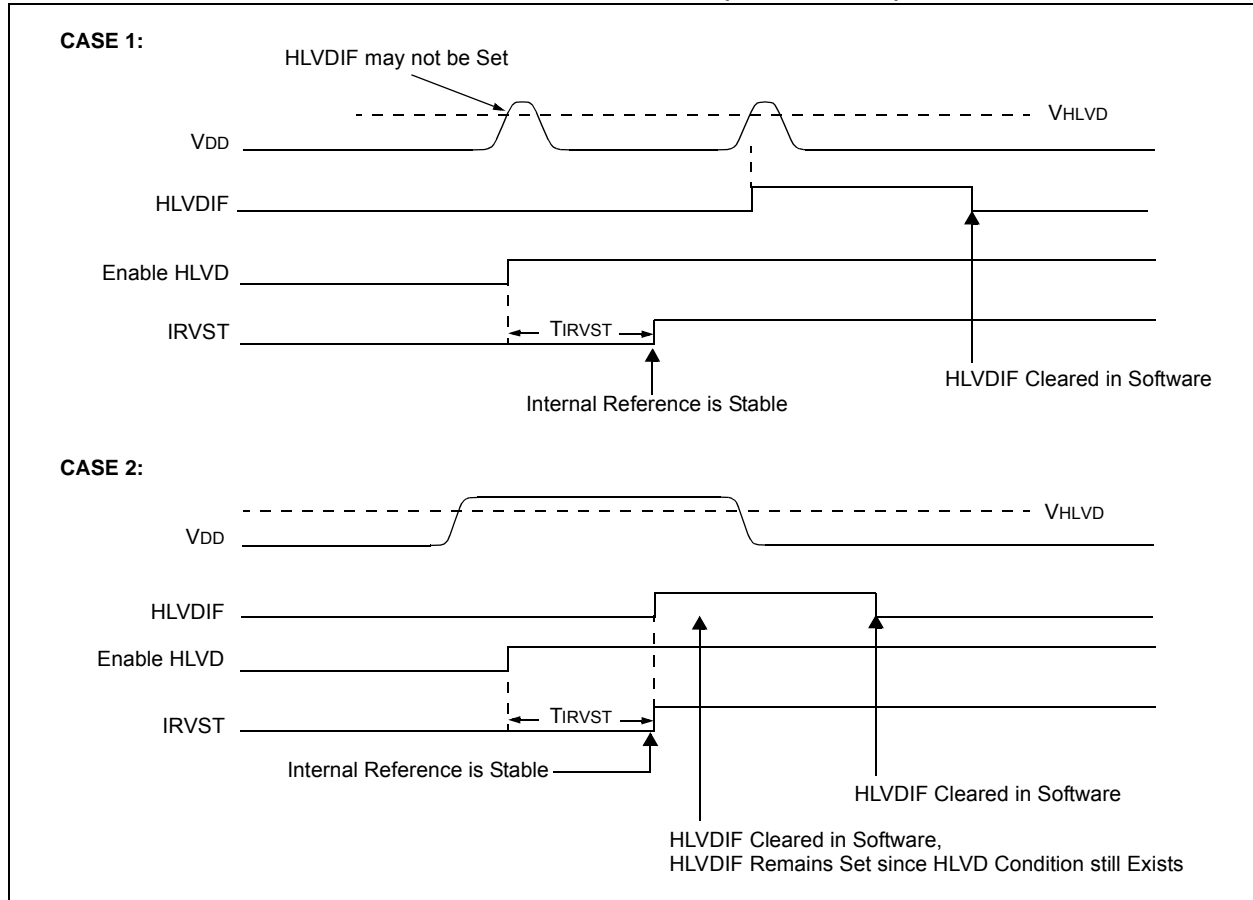 CASE 1:
HLVDIF may not be Set
VHLVD
VDD
HLVDIF
Enable HLVD
TIRVST
IRVST
HLVDIF Cleared in Software
Internal Reference is Stable
CASE 2:
VHLVD
VDD
HLVDIF
Enable HLVD
TIRVST
IRVST
Internal Reference is Stable
HLVDIF Cleared in Software
HLVDIF Cleared in Software,
HLVDIF Remains Set since HLVD Condition still Exists